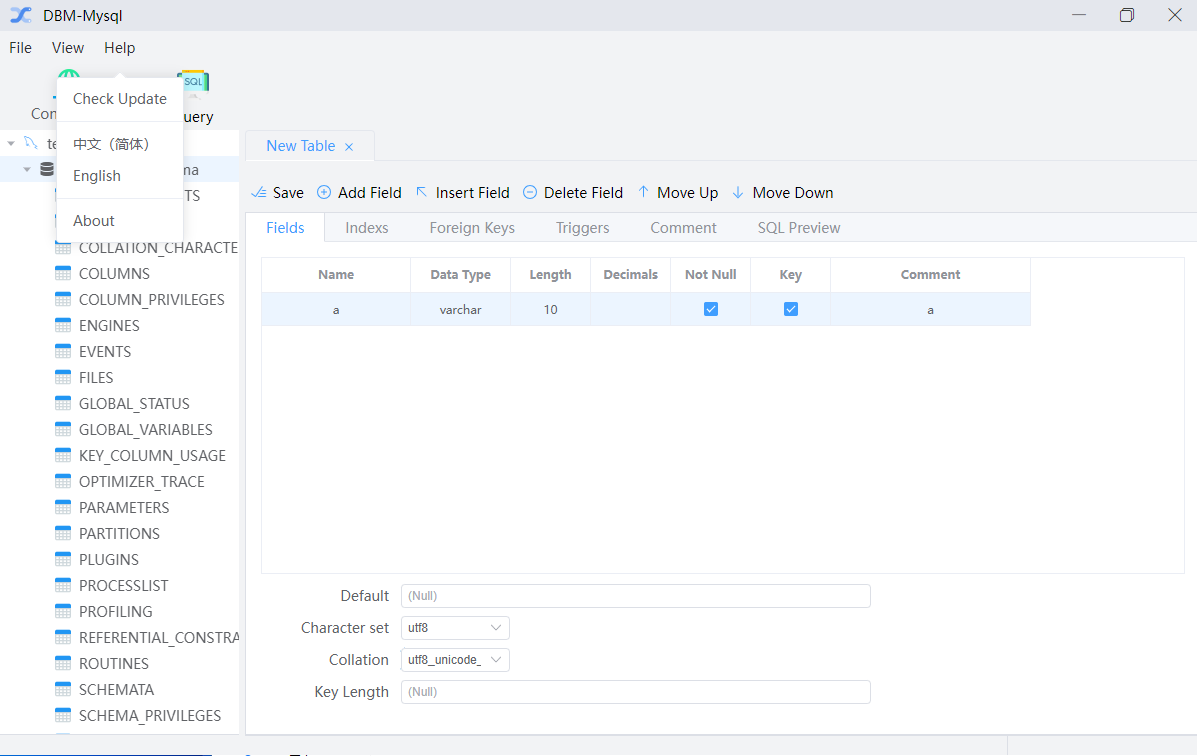 DBM-Mysql
File View Help
SQL
Con
uery
Check Update
中文（简体）
English
About
te
ma
TS
COLLATION_CHARACTE
COLUMNS
COLUMN_PRIVILEGES
ENGINES
EVENTS
FILES
GLOBAL_STATUS
GLOBAL_VARIABLES
KEY_COLUMN_USAGE
OPTIMIZER_TRACE
PARAMETERS
PARTITIONS
PLUGINS
PROCESSLIST
PROFILING
REFERENTIAL_CONSTRA
ROUTINES
SCHEMATA
SCHEMA_PRIVILEGES
New Table
Save Add Field Insert Field Delete Field Move Up Move Down
Fields Indexs Foreign Keys Triggers Comment SQL Preview
Name Data Type Length Decimals Not Null Key Comment
a varchar 10 a
Default (Null)
Character set utf8
Collation utf8_unicode_
Key Length (Null)